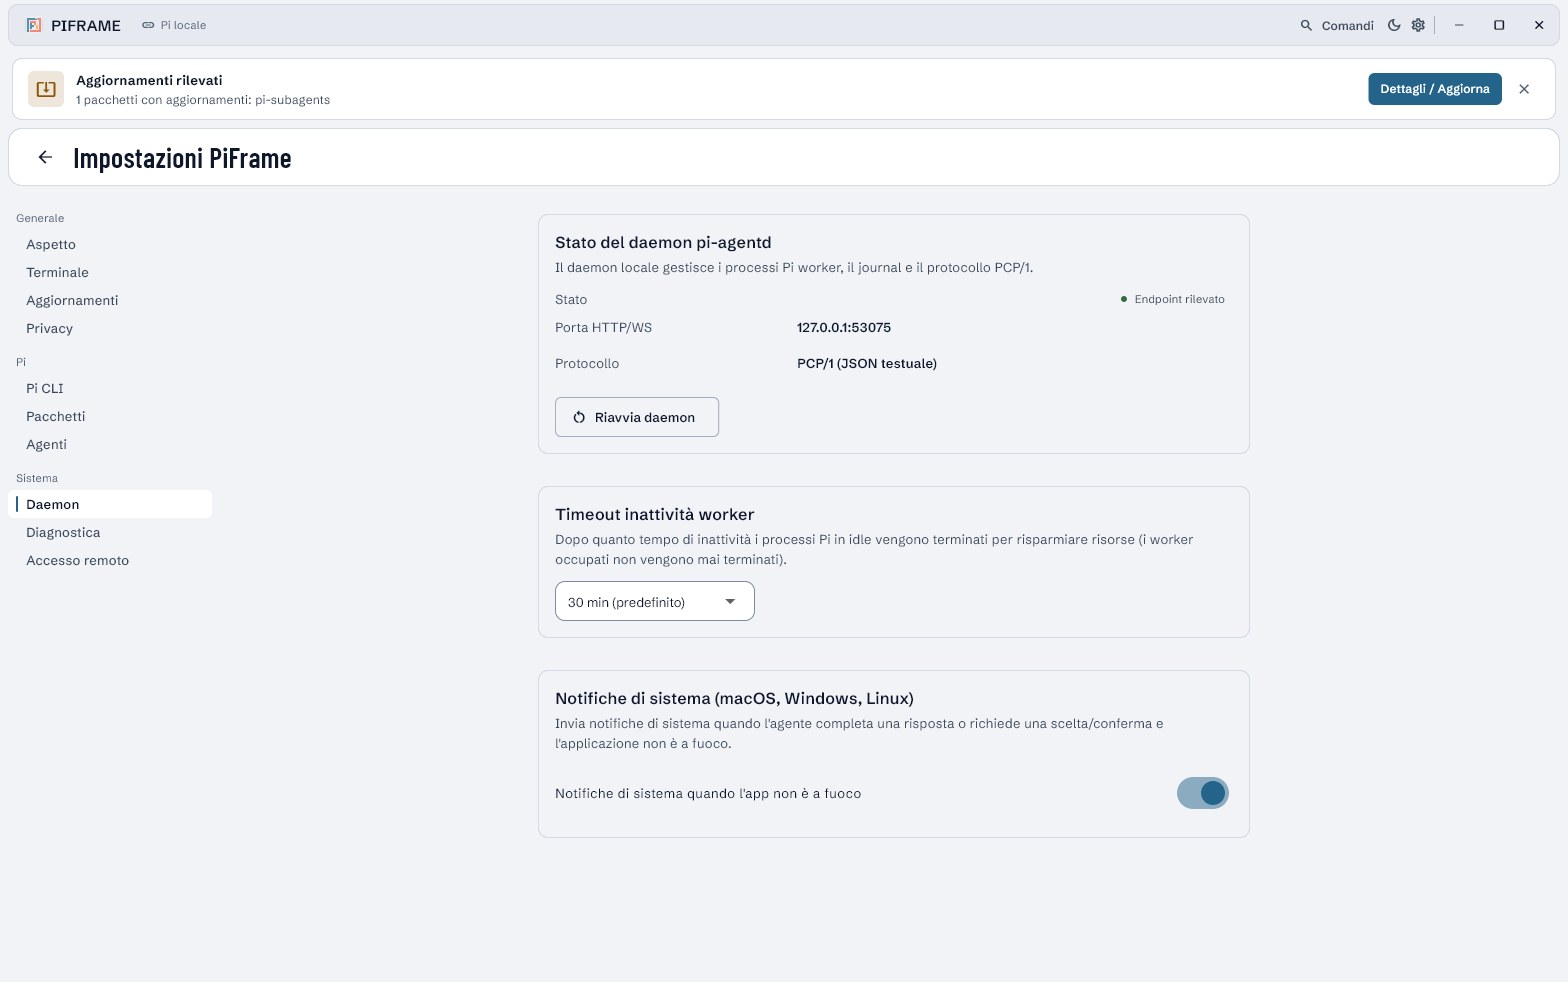 PIFRAME
Pi locale
Comandi
Aggiornamenti rilevati
1 pacchetti con aggiornamenti: pi-subagents
Dettagli / Aggiorna
Impostazioni PiFrame
Generale
Aspetto
Terminale
Aggiornamenti
Privacy
Pi
Pi CLI
Pacchetti
Agenti
Sistema
Daemon
Diagnostica
Accesso remoto
Stato del daemon pi-agentd
Il daemon locale gestisce i processi Pi worker, il journal e il protocollo PCP/1.
Stato
Endpoint rilevato
Porta HTTP/WS
127.0.0.1:53075
Protocollo
PCP/1 (JSON testuale)
Riavvia daemon
Timeout inattività worker
Dopo quanto tempo di inattività i processi Pi in idle vengono terminati per risparmiare risorse (i worker
occupati non vengono mai terminati).
30 min (predefinito)
Notifiche di sistema (macOS, Windows, Linux)
Invia notifiche di sistema quando l'agente completa una risposta o richiede una scelta/conferma e
l'applicazione non è a fuoco.
Notifiche di sistema quando l'app non è a fuoco